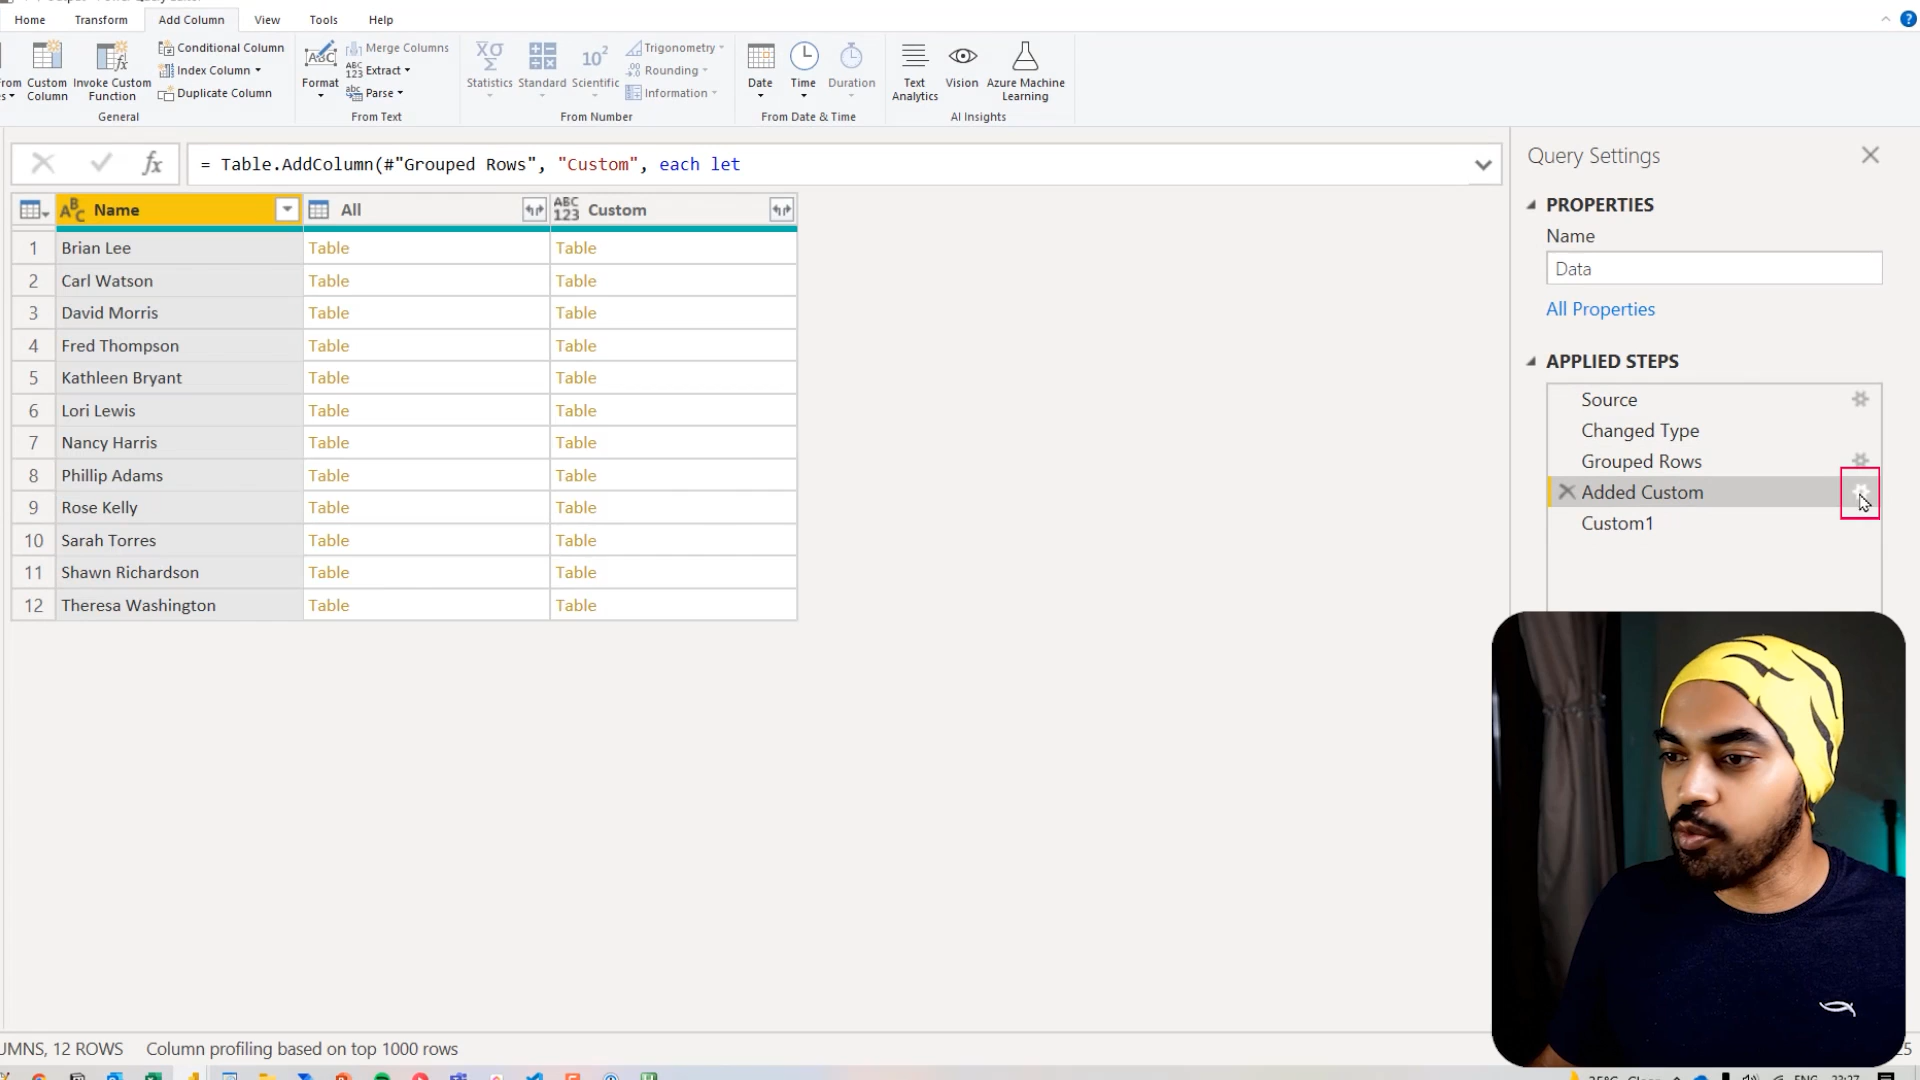 Home Transform Add Column View Tools Help
Custom Column
Invoke Custom Function
Conditional Column
Index Column
Duplicate Column
General
Format
Merge Columns
Extract
Parse
From Text
Statistics
Standard
Scientific
Trigonometry
Rounding
Information
From Number
Date
Time
Duration
From Date & Time
Text Analytics
Vision
Azure Machine Learning
AI Insights
fx = Table.AddColumn(#"Grouped Rows", "Custom", each let
Name All Custom
1 Brian Lee Table Table
2 Carl Watson Table Table
3 David Morris Table Table
4 Fred Thompson Table Table
5 Kathleen Bryant Table Table
6 Lori Lewis Table Table
7 Nancy Harris Table Table
8 Phillip Adams Table Table
9 Rose Kelly Table Table
10 Sarah Torres Table Table
11 Shawn Richardson Table Table
12 Theresa Washington Table Table
Query Settings
PROPERTIES
Name
Data
All Properties
APPLIED STEPS
Source
Changed Type
Grouped Rows
Added Custom
Custom1
12 ROWS Column profiling based on top 1000 rows